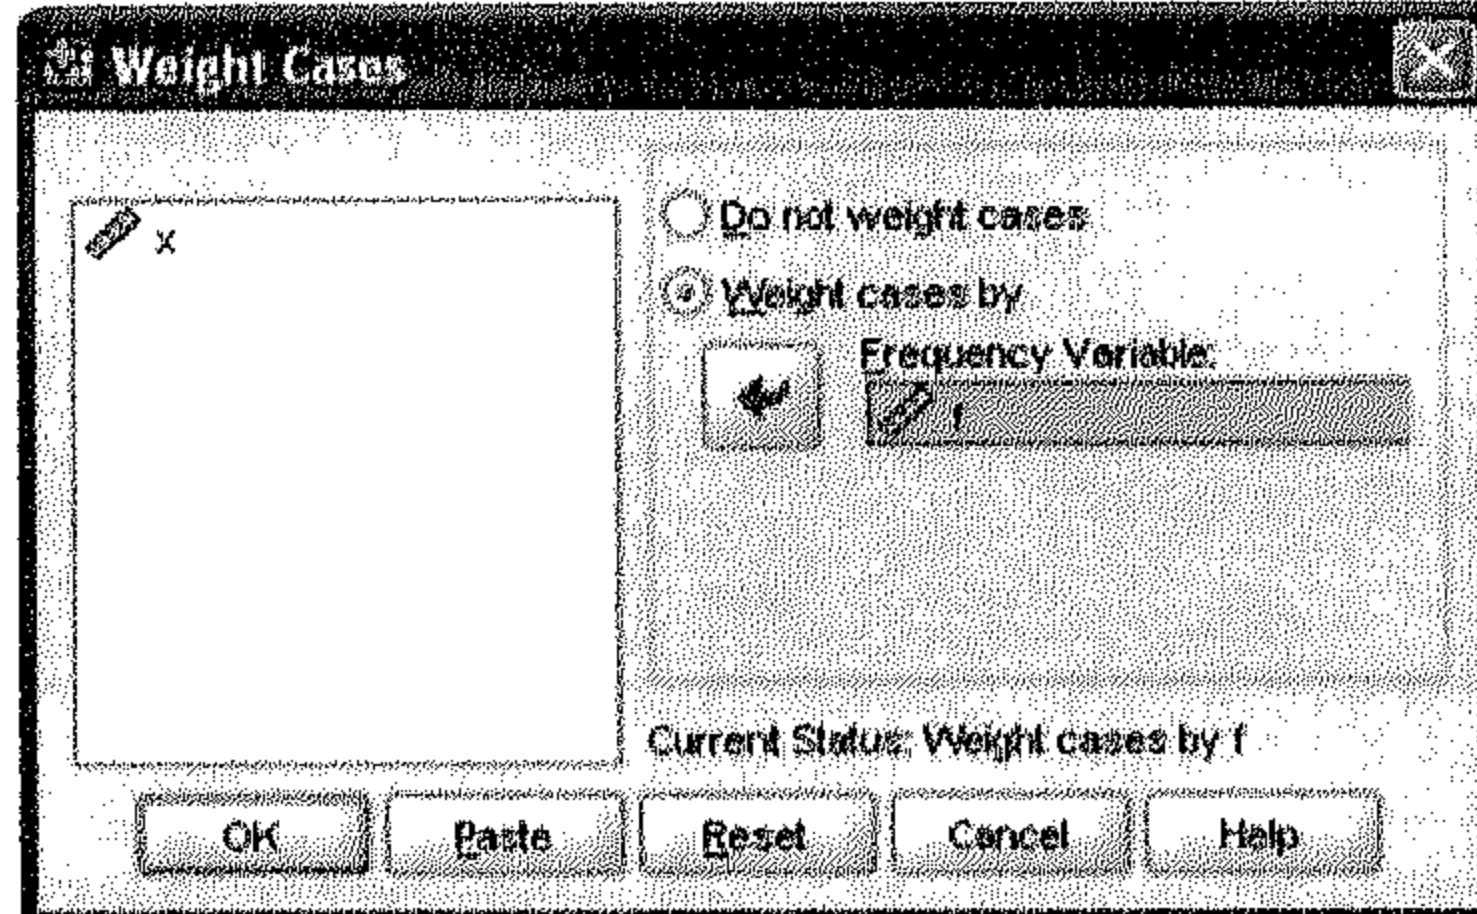 Weight Cases
x
Do not weight cases
Weight cases by
Frequency Variable:
f
Current Status: Weight cases by f
OK
Paste
Reset
Cancel
Help